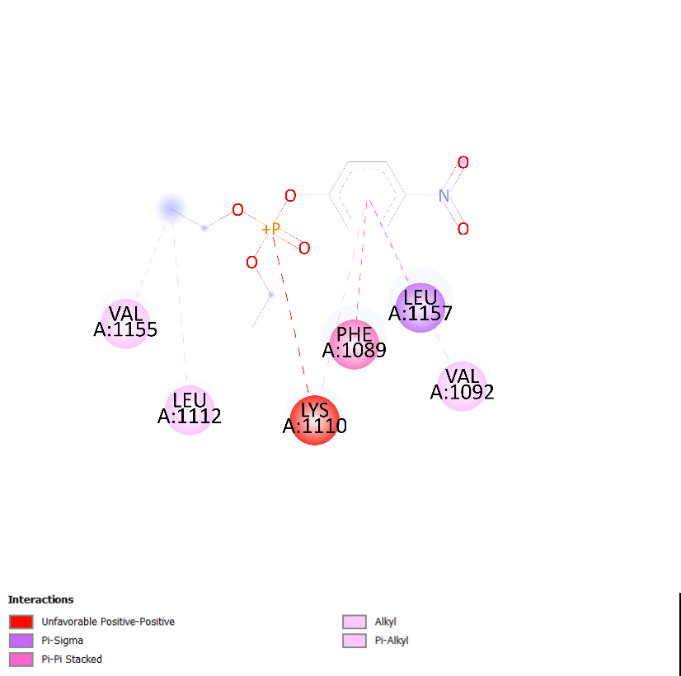 O
O
N
O
O
+P
O
O
O
VAL
A:1155
LEU
A:1157
PHE
A:1089
VAL
A:1092
LEU
A:1112
LYS
A:1110
Interactions
Unfavorable Positive-Positive
Pi-Sigma
Pi-Pi Stacked
Alkyl
Pi-Alkyl